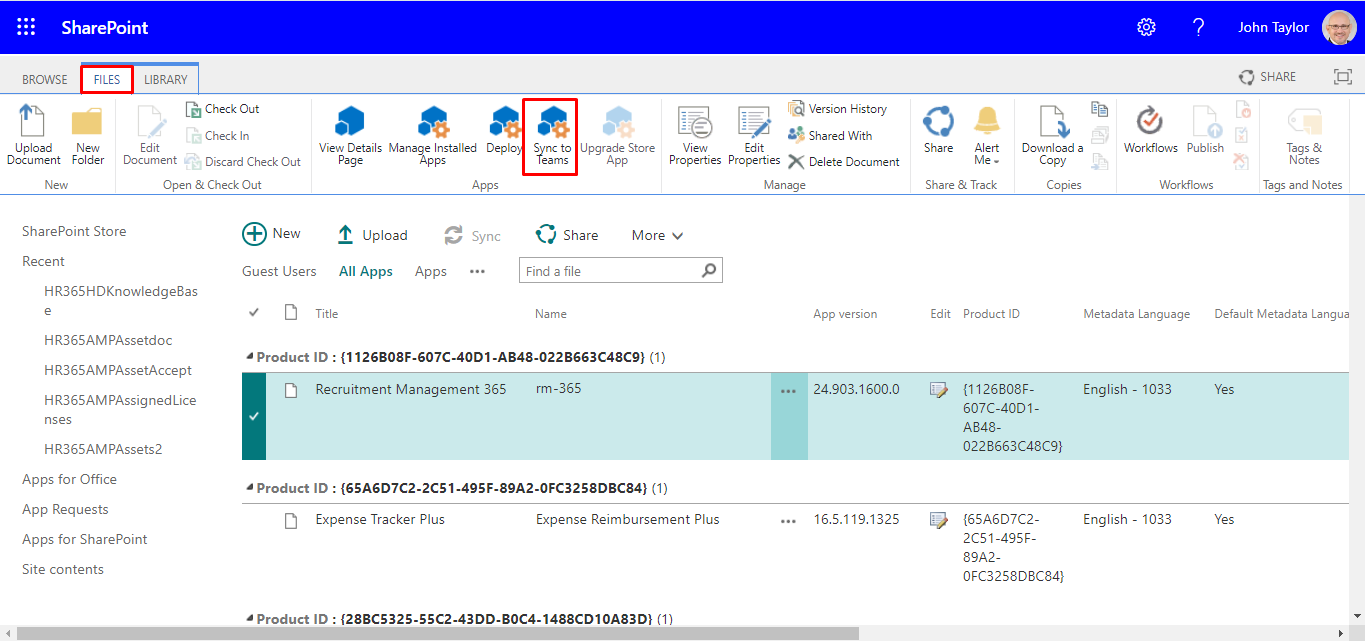 SharePoint
John Taylor
BROWSE FILES LIBRARY
SHARE
Upload Document
New Folder
New
Edit Document
Check Out
Check In
Discard Check Out
Open & Check Out
View Details Page
Manage Installed Apps
Deploy
Sync to Teams
Upgrade Store App
Apps
View Properties
Edit Properties
Version History
Shared With
Delete Document
Manage
Share
Alert Me
Share & Track
Download a Copy
Copies
Workflows
Publish
Workflows
Tags & Notes
Tags and Notes
SharePoint Store
Recent
HR365HDKnowledgeBas
e
HR365AMPAssetdoc
HR365AMPAssetAccept
HR365AMPAssignedLice
nses
HR365AMPAssets2
Apps for Office
App Requests
Apps for SharePoint
Site contents
New Upload Sync Share More
Guest Users All Apps Apps ••• Find a file
Title Name App version Edit Product ID Metadata Language Default Metadata Langua
Product ID : {1126B08F-607C-40D1-AB48-022B663C48C9} (1)
Recruitment Management 365 rm-365 ••• 24.903.1600.0 {1126B08F- English - 1033 Yes
607C-40D1-
AB48-
022B663C48C9}
Product ID : {65A6D7C2-2C51-495F-89A2-0FC3258DBC84} (1)
Expense Tracker Plus Expense Reimbursement Plus ••• 16.5.119.1325 {65A6D7C2- English - 1033 Yes
2C51-495F-
89A2-
0FC3258DBC84}
Product ID : {28BC5325-55C2-43DD-B0C4-1488CD10A83D} (1)